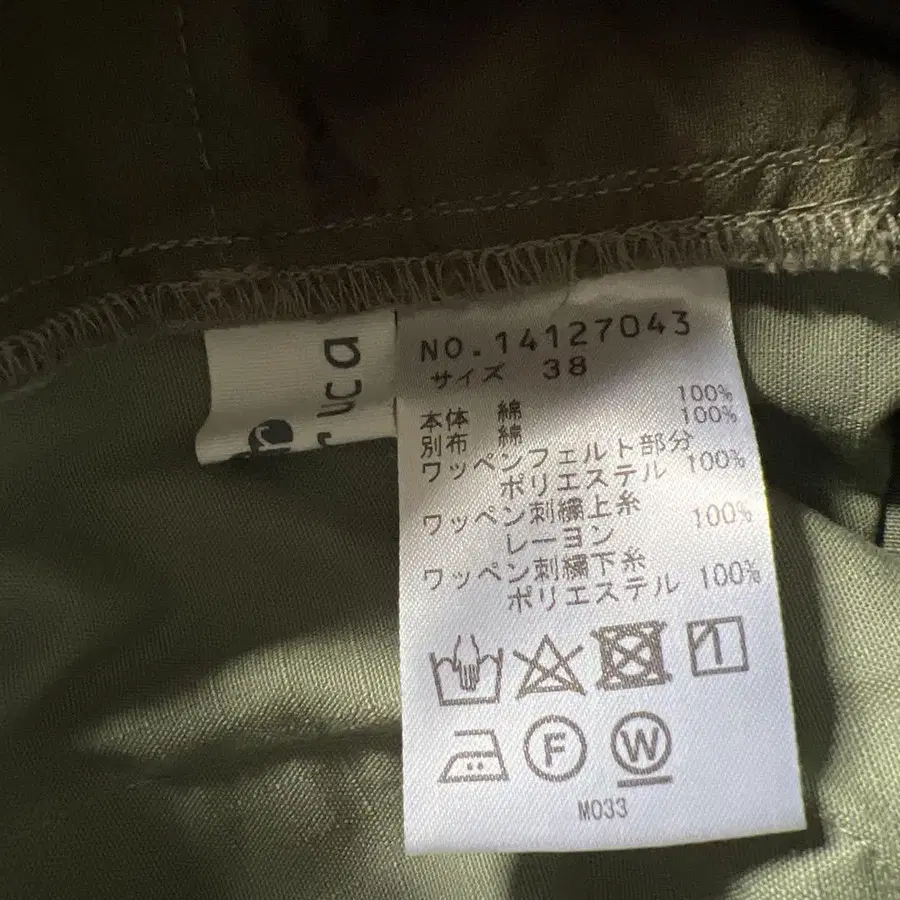 NO.14127043
サイズ 38
本体 綿 100%
別布 綿 100%
ワッペンフェルト部分
ポリエステル 100%
ワッペン刺繍上糸
レーヨン 100%
ワッペン刺繍下糸
ポリエステル 100%
F W
M033
uca